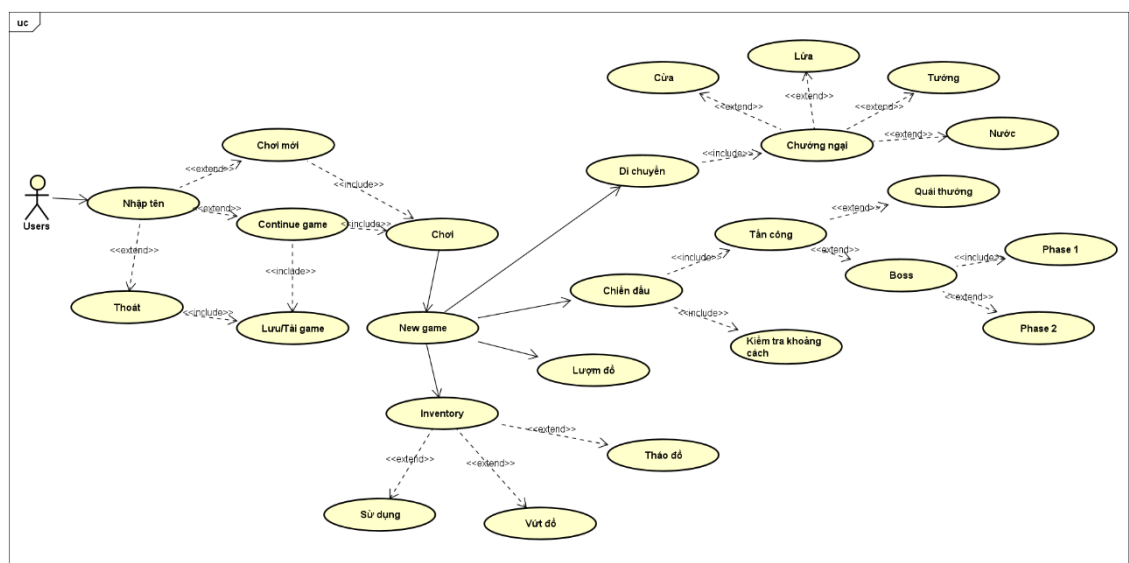 uc
Lửa
Cửa
Tường
<<extend>>
<<extend>>
<<extend>>
Chướng ngại
<<extend>>
Nước
Chơi mới
<<include>>
Di chuyển
<<extend>>
<<include>>
Quái thường
Users
Nhập tên
<<extend>>
Continue game
<<include>>
Chơi
Tấn công
<<extend>>
<<extend>>
<<include>>
<<extend>>
Boss
<<include>>
Phase 1
<<include>>
Chiến đấu
<<extend>>
Thoát
<<include>>
Lưu/Tải game
New game
<<include>>
Phase 2
Kiểm tra khoảng
cách
Lượm đồ
Inventory
<<extend>>
Tháo đồ
<<extend>>
<<extend>>
Sử dụng
Vứt đồ